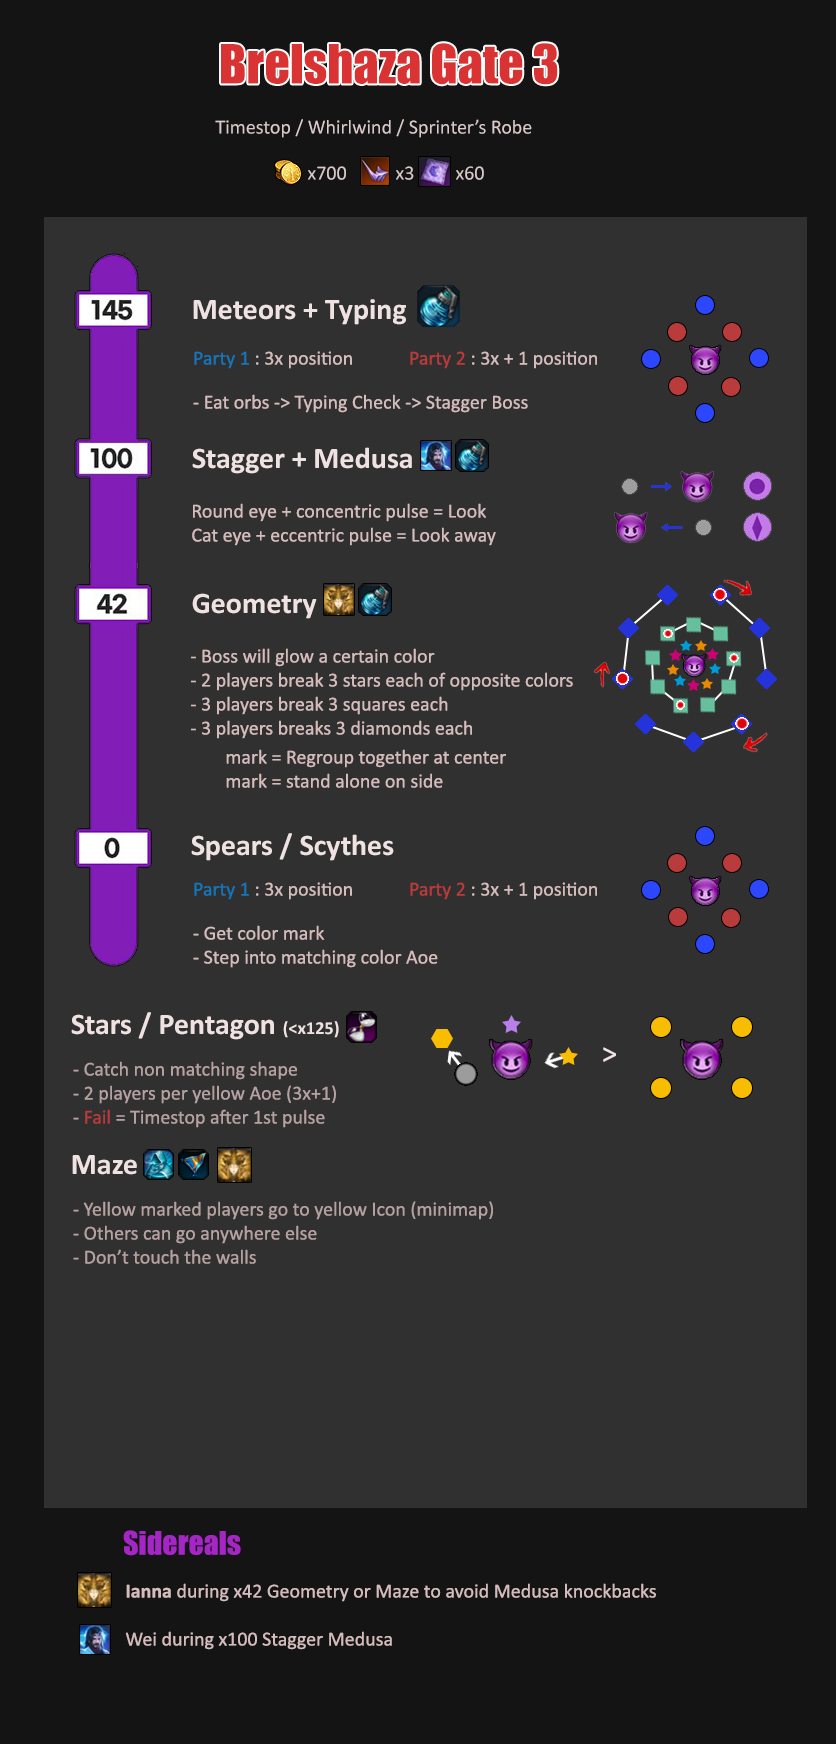 Brelshaza Gate 3
Timestop / Whirlwind / Sprinter's Robe
x700 x3 x60
145
Meteors + Typing
Party 1 : 3x position Party 2 : 3x + 1 position
- Eat orbs -> Typing Check -> Stagger Boss
100
Stagger + Medusa
Round eye + concentric pulse = Look
Cat eye + eccentric pulse = Look away
42
Geometry
- Boss will glow a certain color
- 2 players break 3 stars each of opposite colors
- 3 players break 3 squares each
- 3 players breaks 3 diamonds each
mark = Regroup together at center
mark = stand alone on side
0
Spears / Scythes
Party 1 : 3x position Party 2 : 3x + 1 position
- Get color mark
- Step into matching color Aoe
Stars / Pentagon (<x125)
>
- Catch non matching shape
- 2 players per yellow Aoe (3x+1)
- Fail = Timestop after 1st pulse
Maze
- Yellow marked players go to yellow Icon (minimap)
- Others can go anywhere else
- Don't touch the walls
Sidereals
Ianna during x42 Geometry or Maze to avoid Medusa knockbacks
Wei during x100 Stagger Medusa